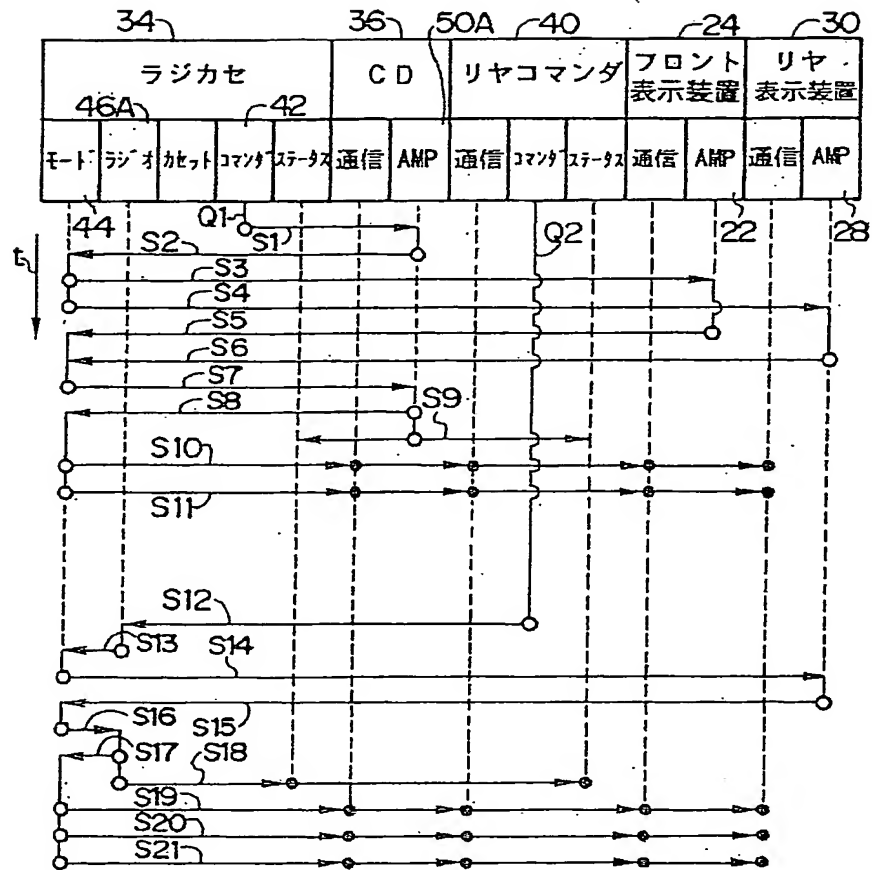 34 36 50A 40 24 30
ラジカセ CD リヤコマンダ フロント表示装置 リヤ表示装置
46A 42
モード ラジオ カセット コマンダ ステータス 通信 AMP 通信 コマンダ ステータス 通信 AMP 通信 AMP
44 Q1 Q2 22 28
t
S1
S2
S3
S4
S5
S6
S7
S8 S9
S10
S11
S12
S13 S14
S16 S15
S17 S18
S19
S20
S21